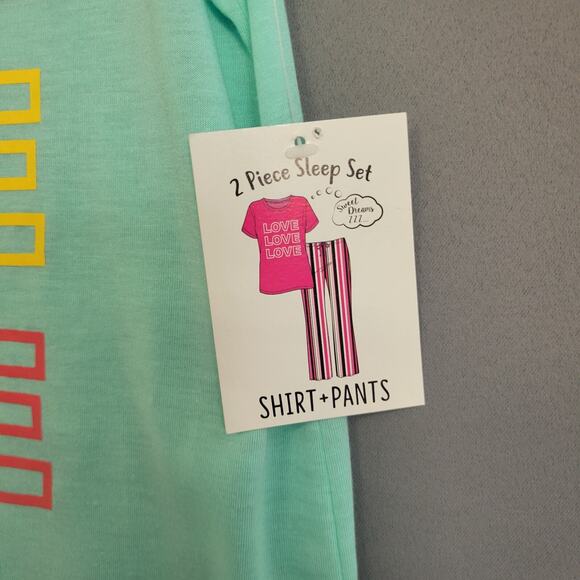 2 Piece Sleep Set
Sweet
Dreams
ZZZ...
LOVE
LOVE
LOVE
SHIRT+PANTS